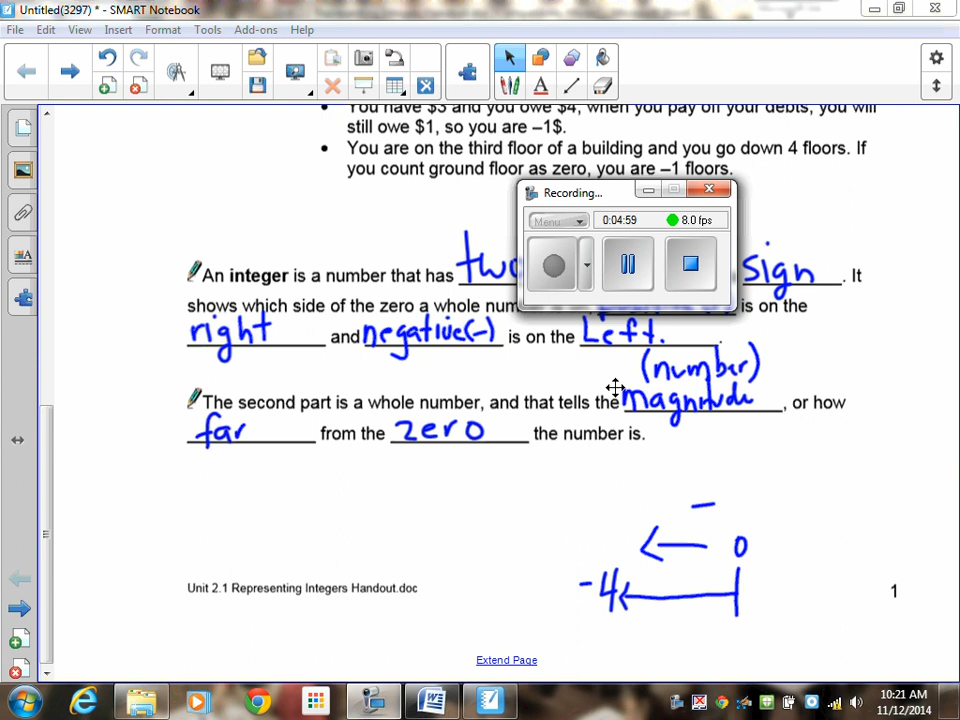 Untitled(3297) * - SMART Notebook
File Edit View Insert Format Tools Add-ons Help
You have $3 and you owe $4, when you pay off your debts, you will
still owe $1, so you are –1$.
• You are on the third floor of a building and you go down 4 floors. If
you count ground floor as zero, you are –1 floors.
Recording...
Menu 0:04:59 8.0 fps
An integer is a number that has two sign. It
shows which side of the zero a whole is on the
right and negative(-) is on the Left.
(number)
The second part is a whole number, and that tells the magnitude, or how
far from the zero the number is.
–
0
-4
Unit 2.1 Representing Integers Handout.doc 1
Extend Page
10:21 AM
11/12/2014